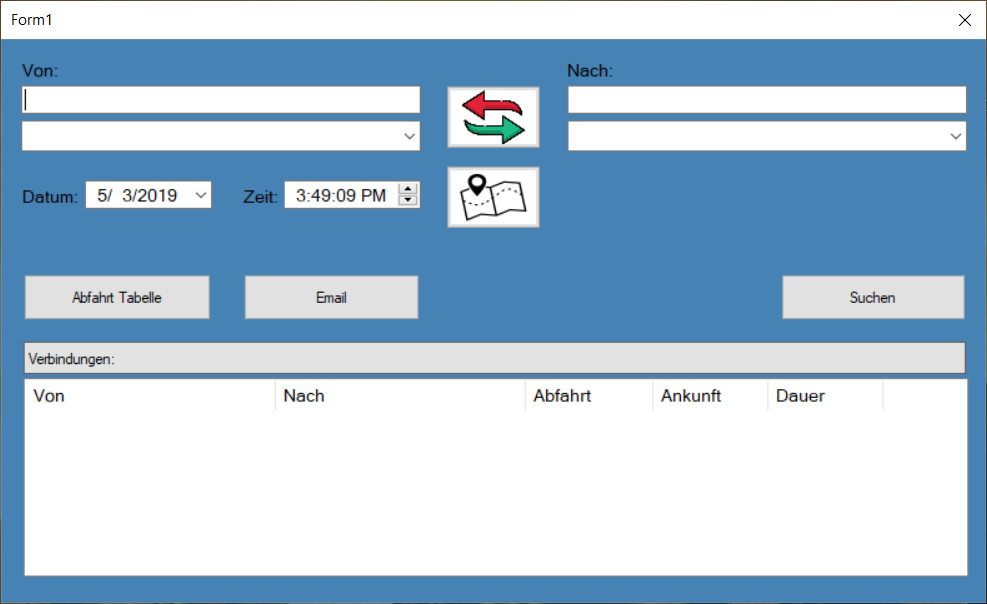 Form1
Von:
Nach:
Datum: 5/ 3/2019 Zeit: 3:49:09 PM
Abfahrt Tabelle Email Suchen
Verbindungen:
Von Nach Abfahrt Ankunft Dauer